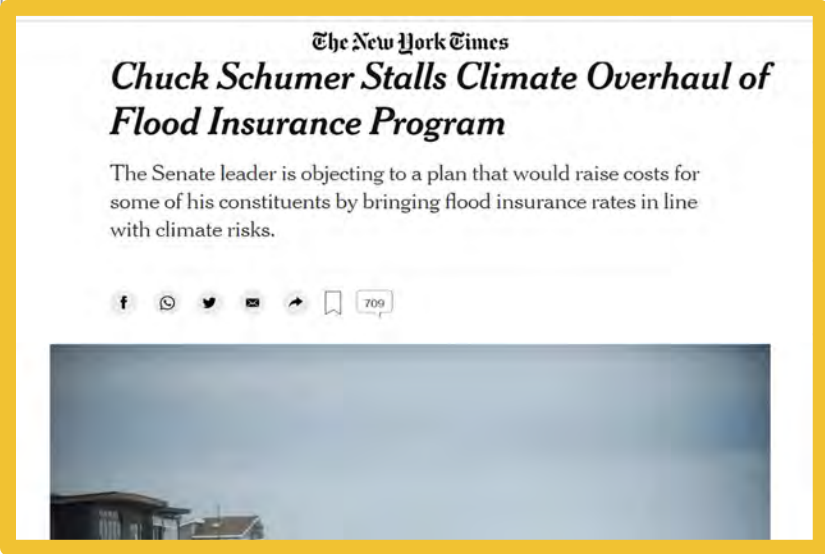 The New York Times
Chuck Schumer Stalls Climate Overhaul of
Flood Insurance Program
The Senate leader is objecting to a plan that would raise costs for
some of his constituents by bringing flood insurance rates in line
with climate risks.
709